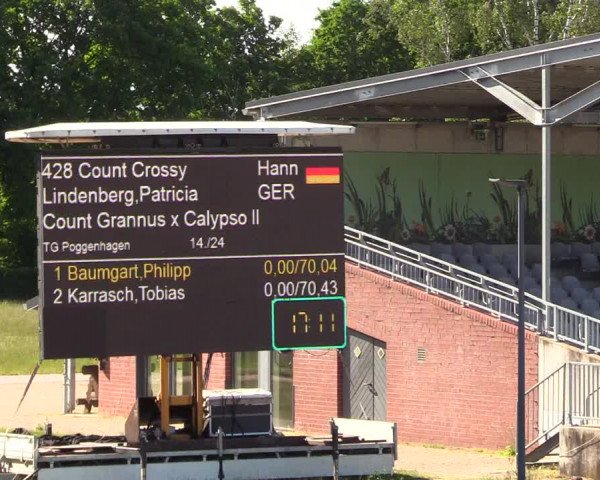 428 Count Crossy Hann
Lindenberg,Patricia GER
Count Grannus x Calypso II
TG Poggenhagen 14./24
1 Baumgart,Philipp 0,00/70,04
2 Karrasch,Tobias 0,00/70,43
17:11